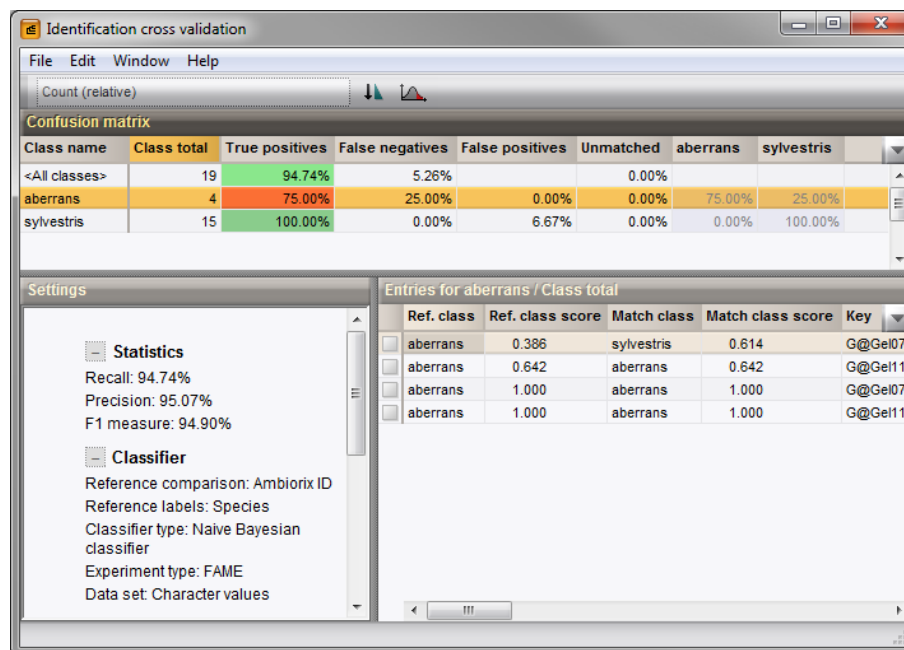 Identification cross validation
File Edit Window Help
Count (relative)
Confusion matrix
Class name Class total True positives False negatives False positives Unmatched aberrans sylvestris
<All classes> 19 94.74% 5.26% 0.00%
aberrans 4 75.00% 25.00% 0.00% 0.00% 75.00% 25.00%
sylvestris 15 100.00% 0.00% 6.67% 0.00% 0.00% 100.00%
Settings
Statistics
Recall: 94.74%
Precision: 95.07%
F1 measure: 94.90%
Classifier
Reference comparison: Ambiorix ID
Reference labels: Species
Classifier type: Naive Bayesian
classifier
Experiment type: FAME
Data set: Character values
Entries for aberrans / Class total
Ref. class Ref. class score Match class Match class score Key
aberrans 0.386 sylvestris 0.614 G@Gel07
aberrans 0.642 aberrans 0.642 G@Gel11
aberrans 1.000 aberrans 1.000 G@Gel07
aberrans 1.000 aberrans 1.000 G@Gel11